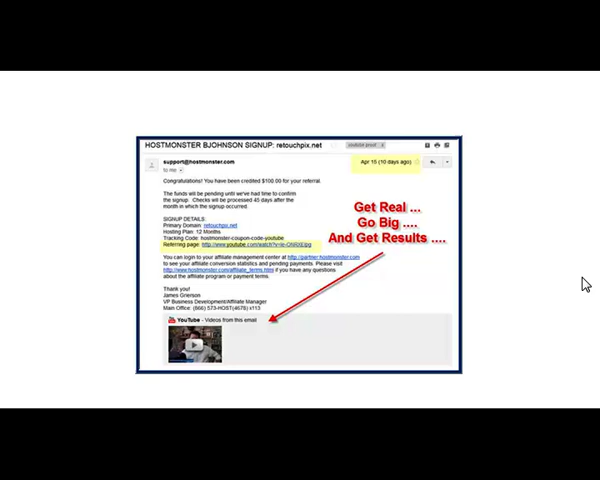 HOSTMONSTER BJOHNSON SIGNUP: retouchpix.net
support@hostmonster.com
Apr 15 (10 days ago)
to me
Congratulations! You have been credited $100.00 for your referral.
The funds will be pending until we've had time to confirm
the signup. Checks will be processed 45 days after the
month in which the signup occurred.
SIGNUP DETAILS:
Primary Domain: retouchpix.net
Hosting Plan: 12 Months
Tracking Code: hostmonster-coupon-code-youtube
Referring page:
You can login to your affiliate management center at http://partner.hostmonster.com
to see your affiliate conversion statistics and pending payments. Please visit
http://www.hostmonster.com/affiliate_terms.html if you have any questions
about the affiliate program or payment terms.
Thank you!
James Grierson
VP Business Development/Affiliate Manager
Main Office: (866) 573-HOST(4678) x113
Get Real ...
Go Big ....
And Get Results ....
YouTube - Videos from this email